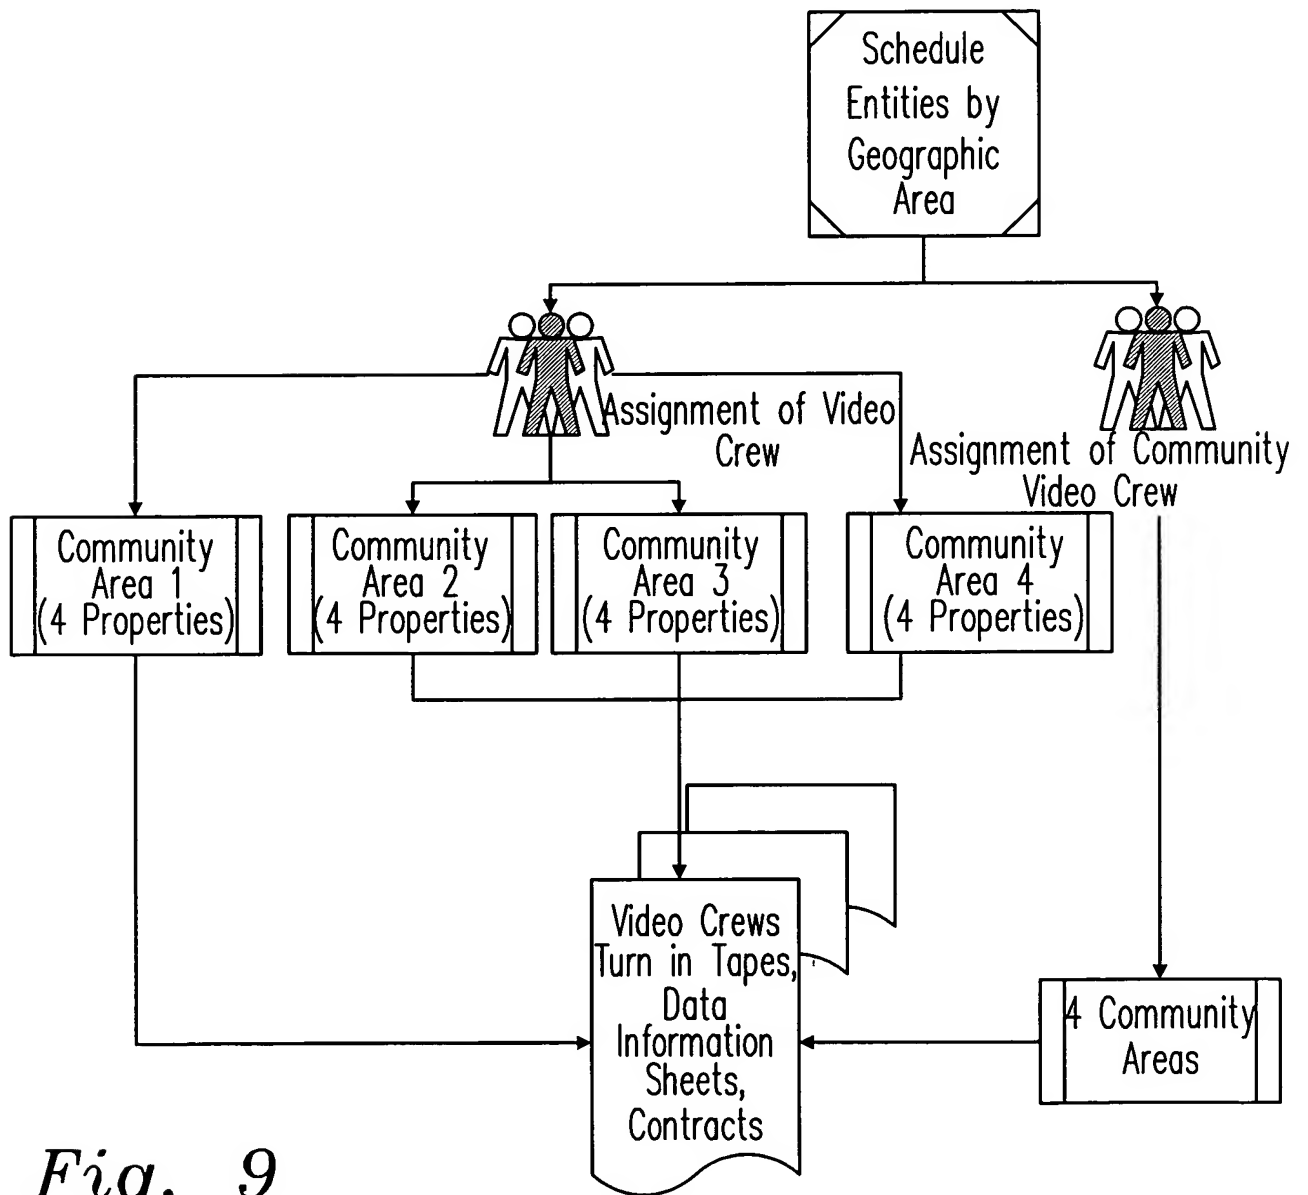 Schedule
Entities by
Geographic
Area
Assignment of Video
Crew
Assignment of Community
Video Crew
Community
Area 1
(4 Properties)
Community
Area 2
(4 Properties)
Community
Area 3
(4 Properties)
Community
Area 4
(4 Properties)
Video Crews
Turn in Tapes,
Data
Information
Sheets,
Contracts
4 Community
Areas
Fig. 9